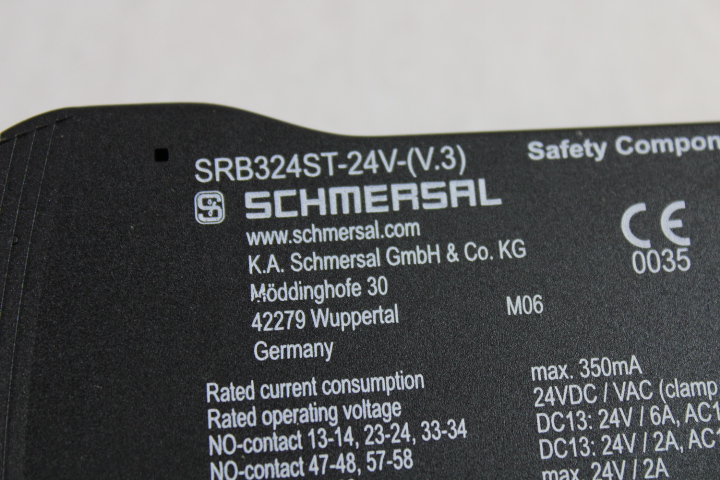 SRB324ST-24V-(V.3)
Safety Compon
SCHMERSAL
www.schmersal.com
K.A. Schmersal GmbH & Co. KG
Möddinghofe 30
42279 Wuppertal
Germany
M06
CE
0035
Rated current consumption max. 350mA
Rated operating voltage 24VDC / VAC (clamp
NO-contact 13-14, 23-24, 33-34 DC13: 24V / 6A, AC1
NO-contact 47-48, 57-58 DC13: 24V / 2A, AC
max. 24V / 2A